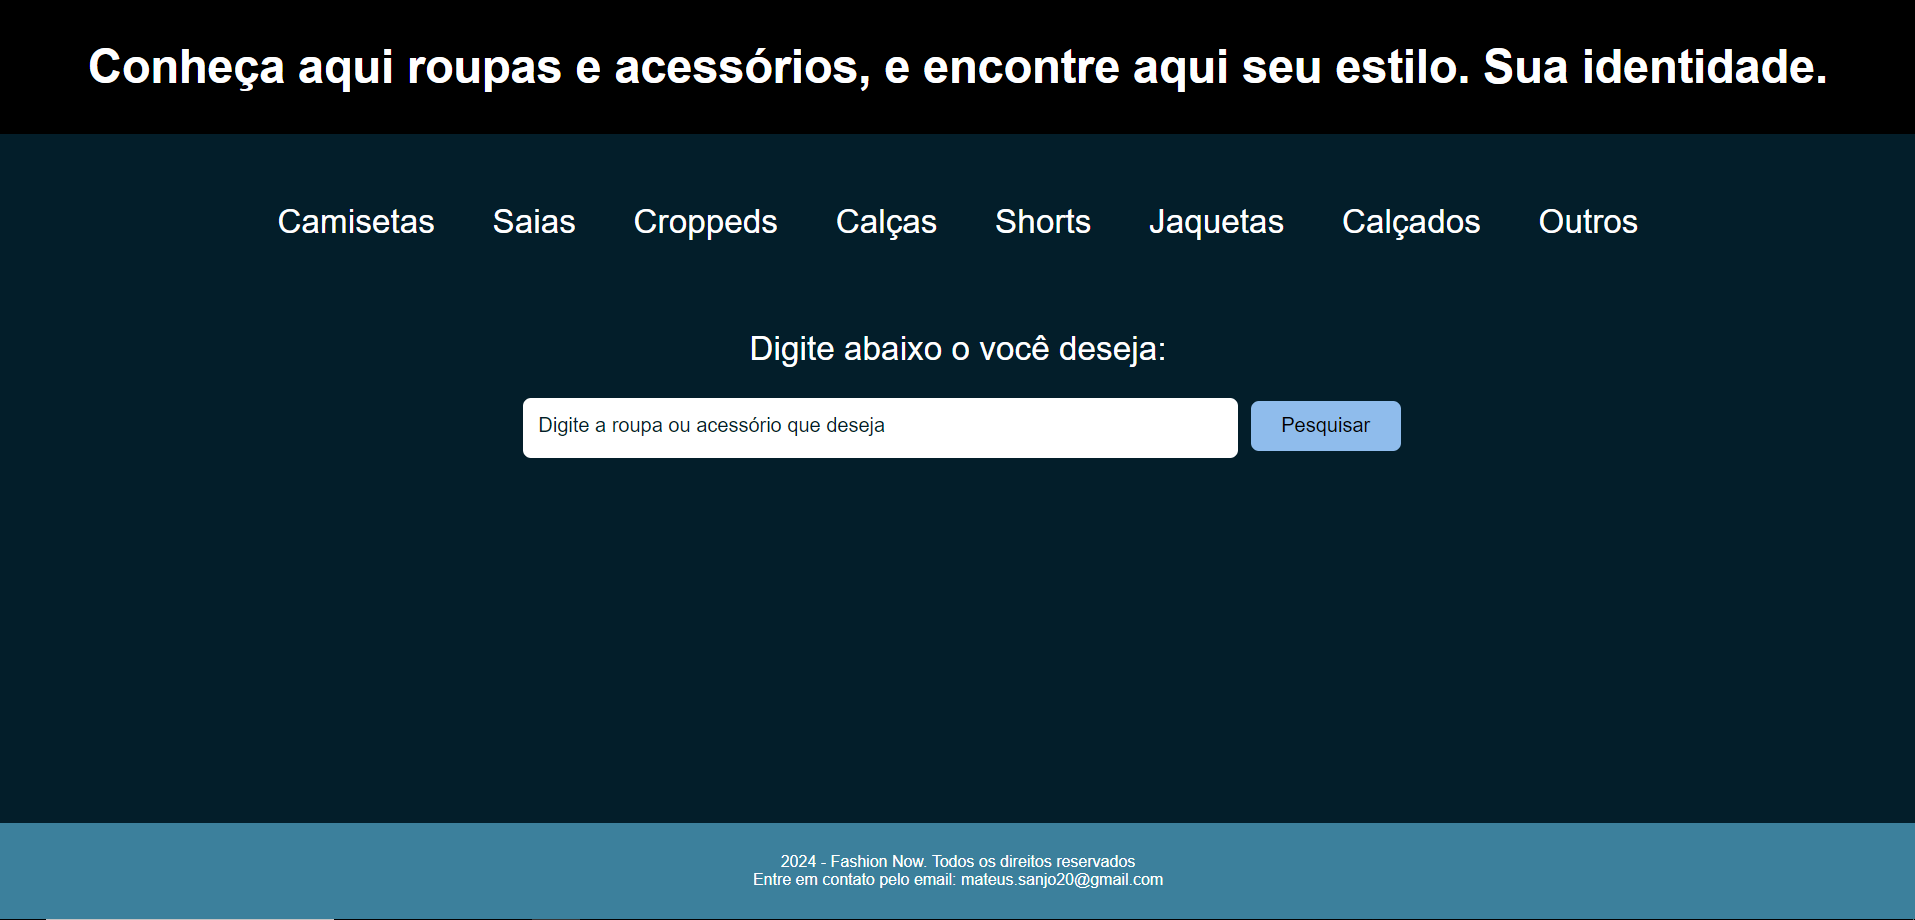 Conheça aqui roupas e acessórios, e encontre aqui seu estilo. Sua identidade.
Camisetas Saias Croppeds Calças Shorts Jaquetas Calçados Outros
Digite abaixo o você deseja:
Digite a roupa ou acessório que deseja Pesquisar
2024 - Fashion Now. Todos os direitos reservados
Entre em contato pelo email: mateus.sanjo20@gmail.com